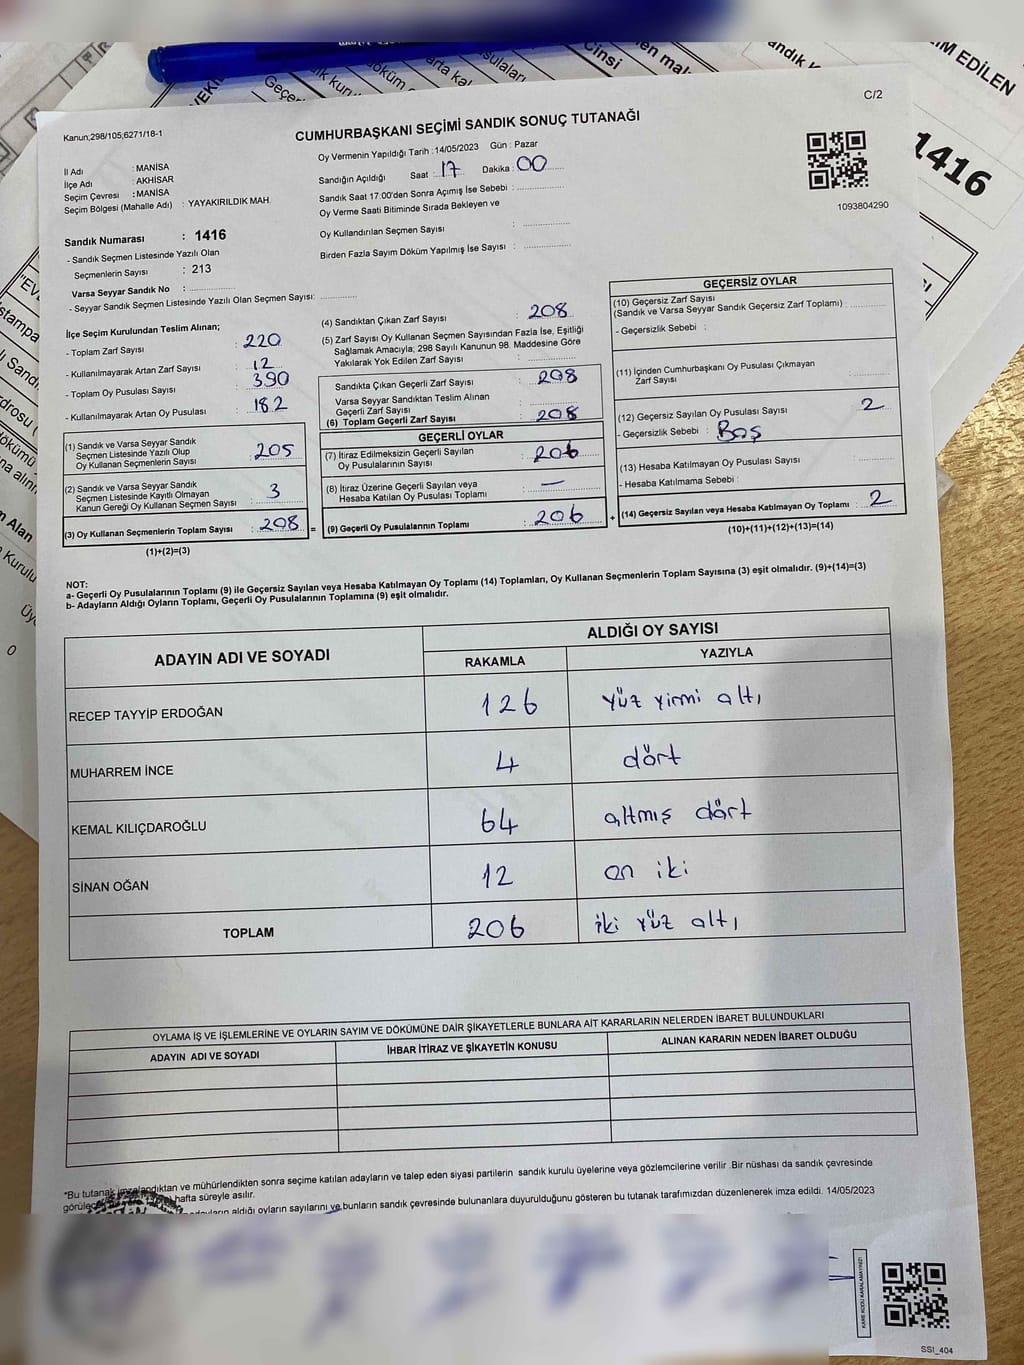 IM EDİLEN
1416
C/2
Kanun;298/105;6271/18-1
CUMHURBAŞKANI SEÇİMİ SANDIK SONUÇ TUTANAĞI
İl Adı : MANİSA
İlçe Adı : AKHİSAR
Seçim Çevresi : MANİSA
Seçim Bölgesi (Mahalle Adı) : YAYAKIRILDIK MAH.
Oy Vermenin Yapıldığı Tarih : 14/05/2023 Gün : Pazar
Sandığın Açıldığı Saat : 17 Dakika : 00
Sandık Saat 17.00'den Sonra Açımış İse Sebebi :
Oy Verme Saati Bitiminde Sırada Bekleyen ve
Oy Kullandırılan Seçmen Sayısı :
Birden Fazla Sayım Döküm Yapılmış İse Sayısı :
1093804290
Sandık Numarası : 1416
- Sandık Seçmen Listesinde Yazılı Olan
Seçmenlerin Sayısı : 213
Varsa Seyyar Sandık No :
- Seyyar Sandık Seçmen Listesinde Yazılı Olan Seçmen Sayısı:
İlçe Seçim Kurulundan Teslim Alınan;
- Toplam Zarf Sayısı : 220
- Kullanılmayarak Artan Zarf Sayısı : 12
- Toplam Oy Pusulası Sayısı : 390
- Kullanılmayarak Artan Oy Pusulası : 182
(1) Sandık ve Varsa Seyyar Sandık
Seçmen Listesinde Yazılı Olup
Oy Kullanan Seçmenlerin Sayısı : 205
(2) Sandık ve Varsa Seyyar Sandık
Seçmen Listesinde Kayıtlı Olmayan
Kanun Gereği Oy Kullanan Seçmen Sayısı : 3
(3) Oy Kullanan Seçmenlerin Toplam Sayısı : 208 =
(1)+(2)=(3)
(4) Sandıktan Çıkan Zarf Sayısı : 208
(5) Zarf Sayısı Oy Kullanan Seçmen Sayısından Fazla İse, Eşitliği
Sağlamak Amacıyla; 298 Sayılı Kanunun 98. Maddesine Göre
Yakılarak Yok Edilen Zarf Sayısı :
Sandıkta Çıkan Geçerli Zarf Sayısı : 208
Varsa Seyyar Sandıktan Teslim Alınan
Geçerli Zarf Sayısı :
(6) Toplam Geçerli Zarf Sayısı : 208
GEÇERLİ OYLAR
(7) İtiraz Edilmeksizin Geçerli Sayılan
Oy Pusulalarının Sayısı : 206
(8) İtiraz Üzerine Geçerli Sayılan veya
Hesaba Katılan Oy Pusulası Toplamı : —
(9) Geçerli Oy Pusulalarının Toplamı : 206 +
GEÇERSİZ OYLAR
(10) Geçersiz Zarf Sayısı
(Sandık ve Varsa Seyyar Sandık Geçersiz Zarf Toplamı) :
- Geçersizlik Sebebi :
(11) İçinden Cumhurbaşkanı Oy Pusulası Çıkmayan
Zarf Sayısı :
(12) Geçersiz Sayılan Oy Pusulası Sayısı : 2
- Geçersizlik Sebebi : Boş
(13) Hesaba Katılmayan Oy Pusulası Sayısı :
- Hesaba Katılmama Sebebi :
(14) Geçersiz Sayılan veya Hesaba Katılmayan Oy Toplamı : 2
(10)+(11)+(12)+(13)=(14)
NOT:
a- Geçerli Oy Pusulalarının Toplamı (9) ile Geçersiz Sayılan veya Hesaba Katılmayan Oy Toplamı (14) Toplamları, Oy Kullanan Seçmenlerin Toplam Sayısına (3) eşit olmalıdır. (9)+(14)=(3)
b- Adayların Aldığı Oyların Toplamı, Geçerli Oy Pusulalarının Toplamına (9) eşit olmalıdır.
ADAYIN ADI VE SOYADI ALDIĞI OY SAYISI
RAKAMLA YAZIYLA
RECEP TAYYİP ERDOĞAN 126 yüz yirmi altı
MUHARREM İNCE 4 dört
KEMAL KILIÇDAROĞLU 64 altmış dört
SİNAN OĞAN 12 on iki
TOPLAM 206 iki yüz altı
OYLAMA İŞ VE İŞLEMLERİNE VE OYLARIN SAYIM VE DÖKÜMÜNE DAİR ŞİKAYETLERLE BUNLARA AİT KARARLARIN NELERDEN İBARET BULUNDUKLARI
ADAYIN ADI VE SOYADI İHBAR İTİRAZ VE ŞİKAYETİN KONUSU ALINAN KARARIN NEDEN İBARET OLDUĞU
*Bu tutanak imzalandıktan ve mühürlendikten sonra seçime katılan adayların ve talep eden siyasi partilerin sandık kurulu üyelerine veya gözlemcilerine verilir .Bir nüshası da sandık çevresinde
hafta süreyle asılır.
aldığı oyların sayılarını ve bunların sandık çevresinde bulunanlara duyurulduğunu gösteren bu tutanak tarafımızdan düzenlenerek imza edildi. 14/05/2023
KARE KODU KARALAMAYINIZ!
SSI_404